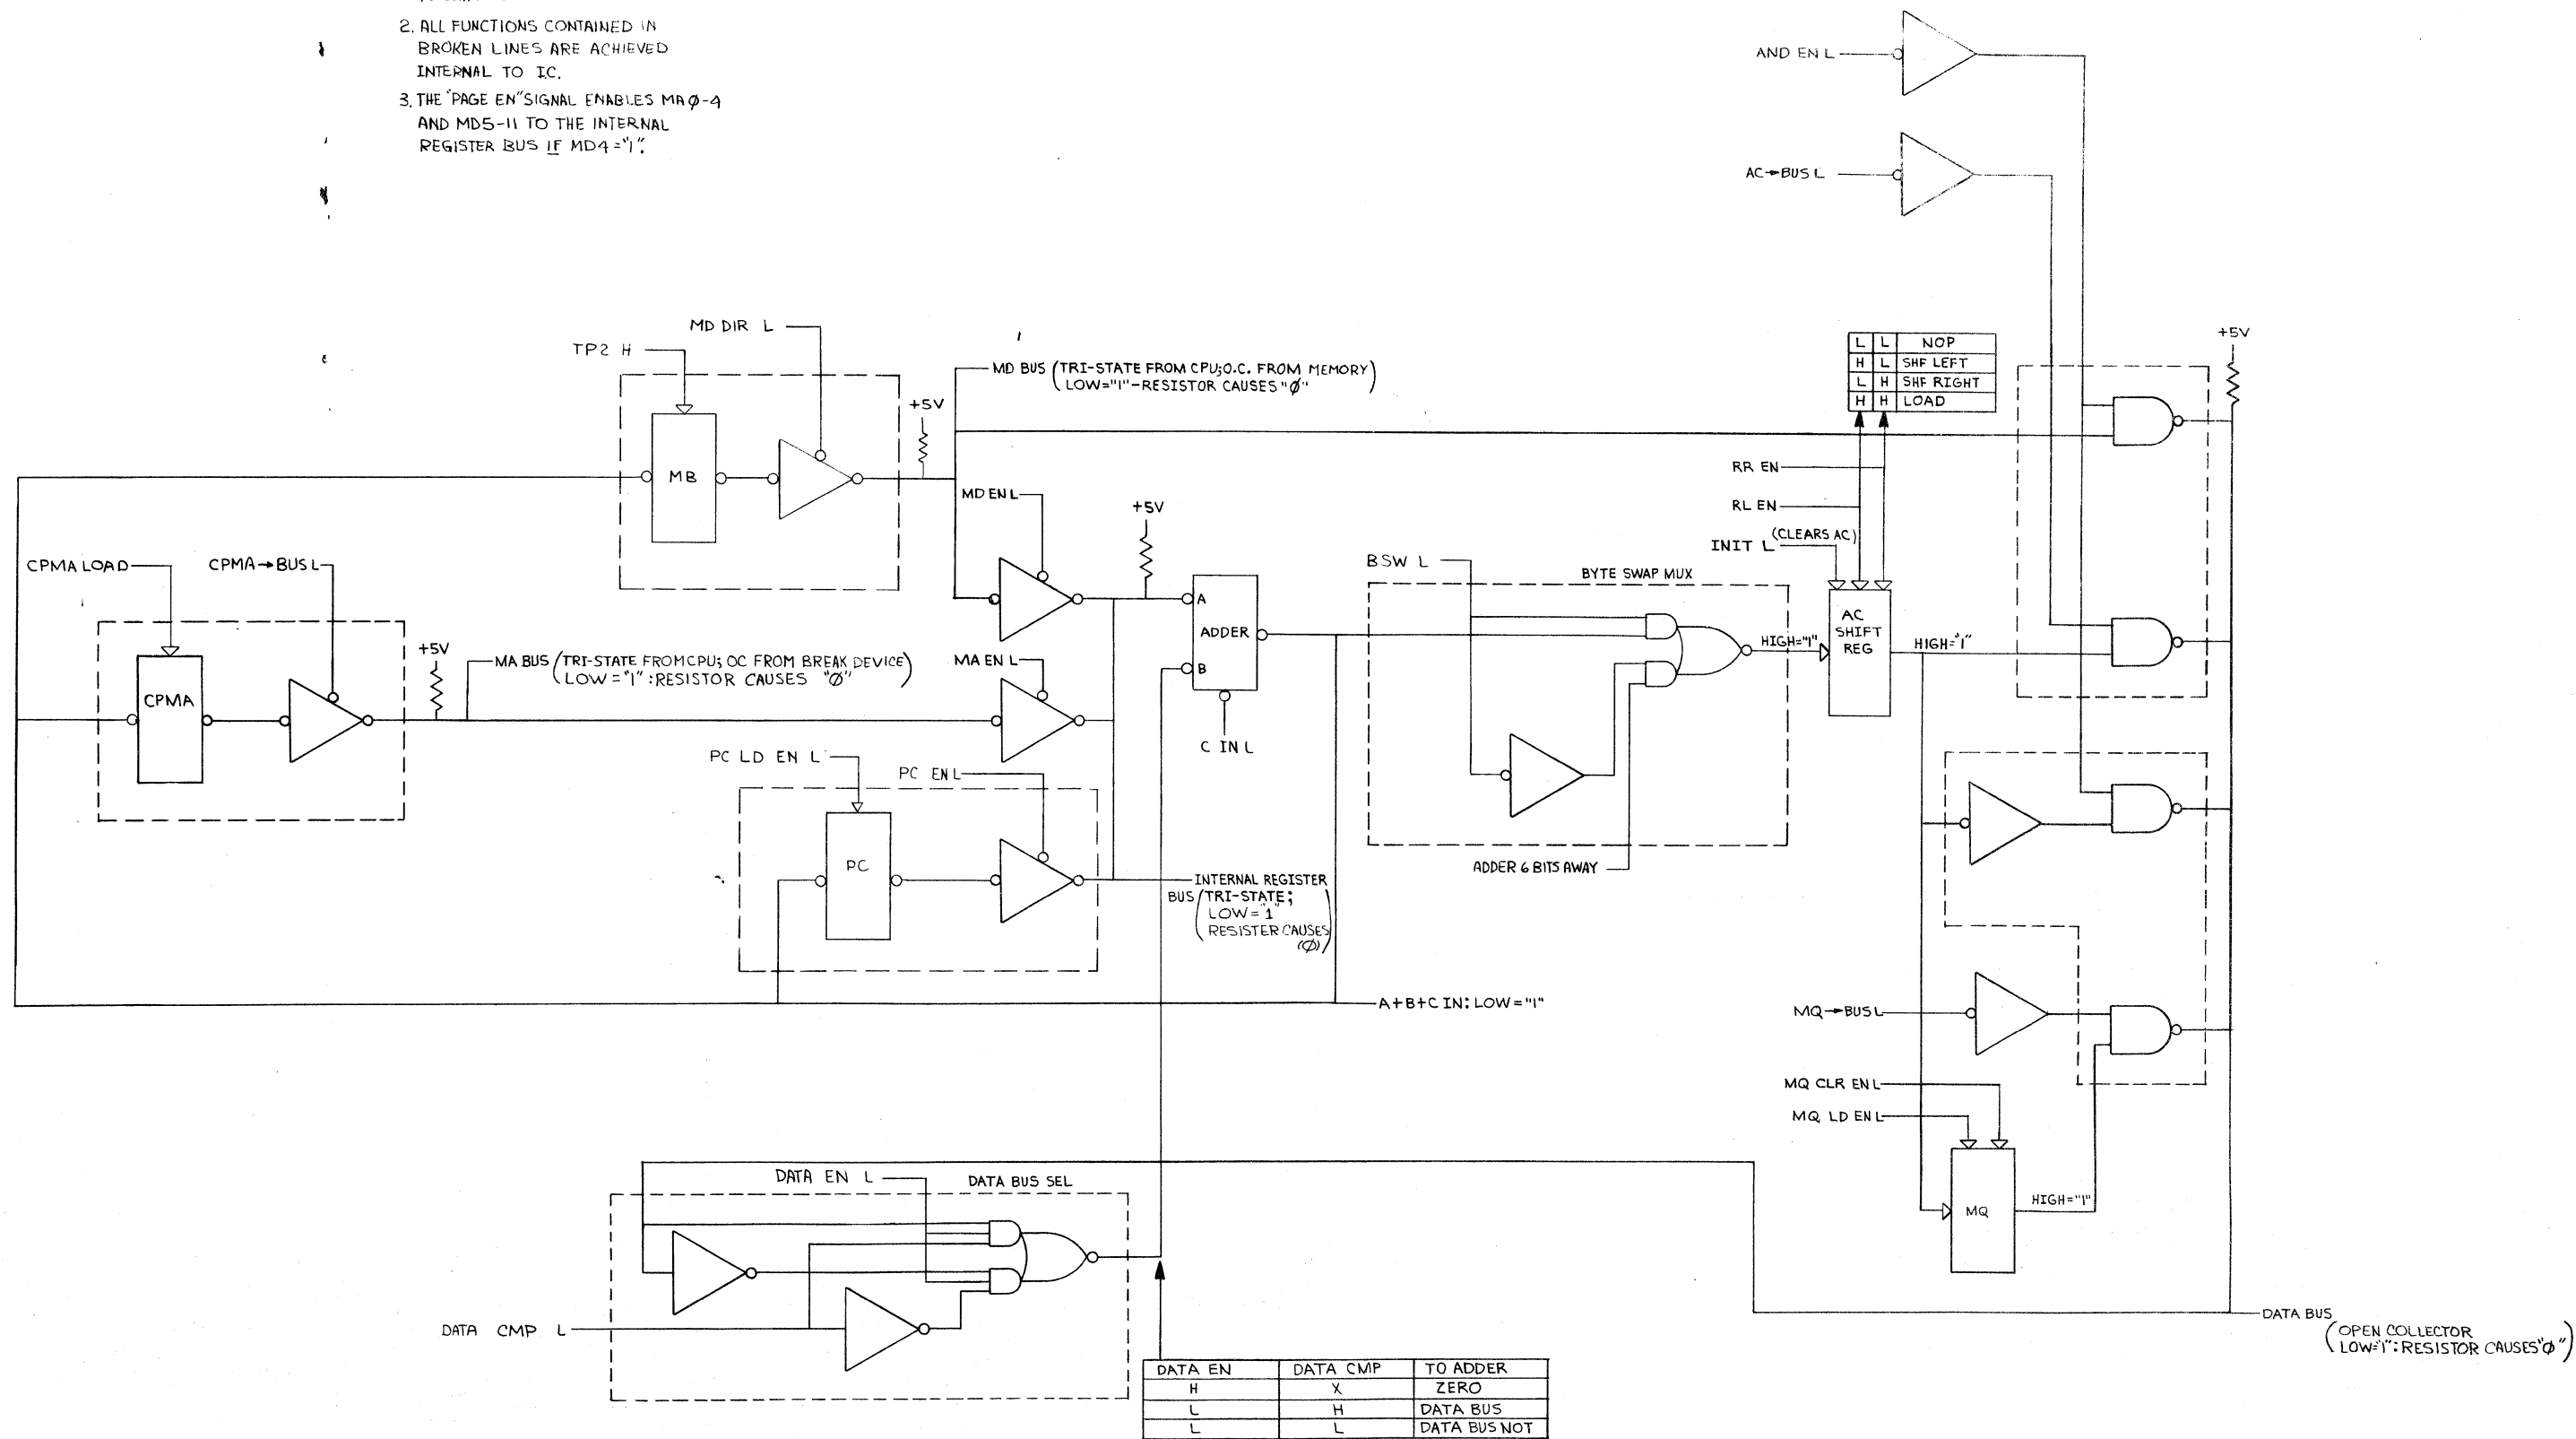 2. ALL FUNCTIONS CONTAINED IN
BROKEN LINES ARE ACHIEVED
INTERNAL TO I.C.
3. THE "PAGE EN" SIGNAL ENABLES MAØ-4
AND MD5-11 TO THE INTERNAL
REGISTER BUS IF MD4="1".
AND EN L
AC→BUS L
MD DIR L
TP2 H
MD BUS (TRI-STATE FROM CPU; O.C. FROM MEMORY)
LOW="1"-RESISTOR CAUSES "Ø"
+5V
MB
MD EN L
+5V
L L NOP
H L SHF LEFT
L H SHF RIGHT
H H LOAD
+5V
RR EN
RL EN
INIT L (CLEARS AC)
CPMA LOAD
CPMA→BUS L
CPMA
+5V
MA BUS (TRI-STATE FROM CPU; OC FROM BREAK DEVICE)
LOW="1":RESISTOR CAUSES "Ø"
MA EN L
A
ADDER
B
C IN L
BSW L
BYTE SWAP MUX
HIGH="1"
AC
SHIFT
REG
HIGH="1"
PC LD EN L
PC EN L
PC
ADDER 6 BITS AWAY
INTERNAL REGISTER
BUS (TRI-STATE;
LOW="1"
RESISTER CAUSES
(Ø))
A+B+C IN: LOW="1"
MQ→BUS L
MQ CLR EN L
MQ LD EN L
MQ
HIGH="1"
DATA EN L
DATA BUS SEL
DATA CMP L
DATA BUS
(OPEN COLLECTOR
LOW="1":RESISTOR CAUSES "Ø")
DATA EN DATA CMP TO ADDER
H X ZERO
L H DATA BUS
L L DATA BUS NOT